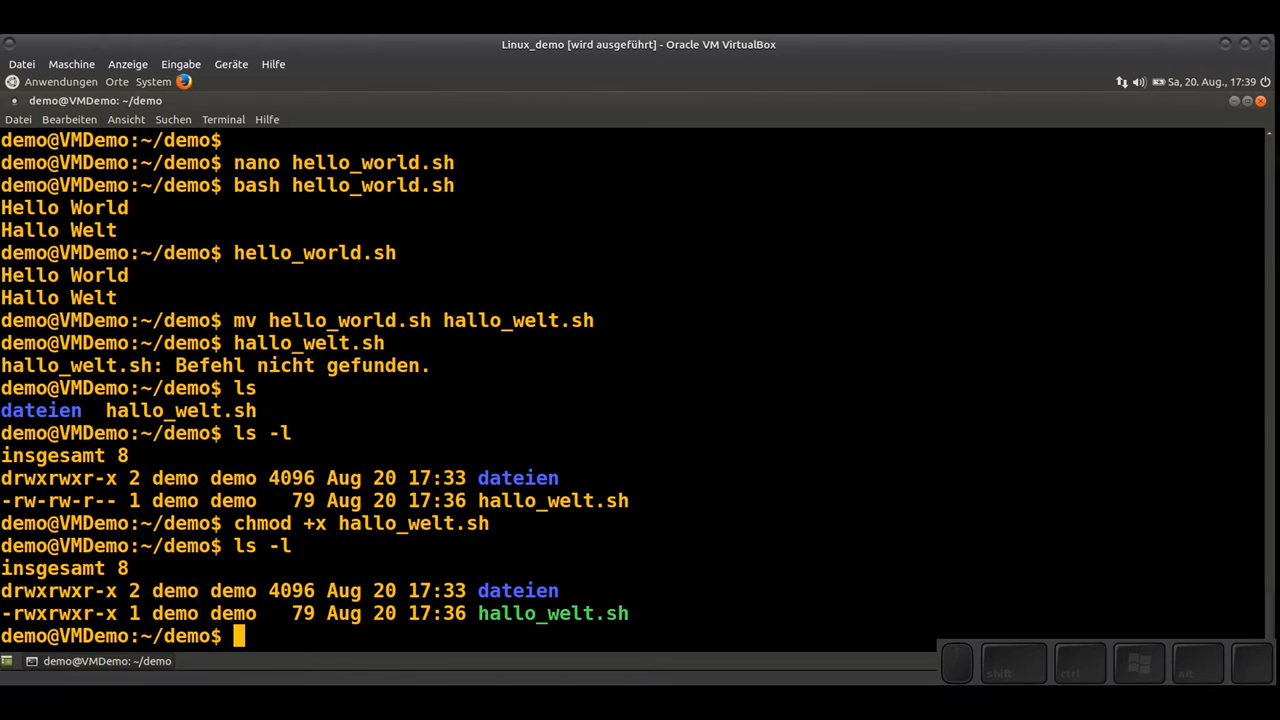 Linux_demo [wird ausgeführt] - Oracle VM VirtualBox
Datei Maschine Anzeige Eingabe Geräte Hilfe
Anwendungen Orte System Sa, 20. Aug., 17:39
demo@VMDemo: ~/demo
Datei Bearbeiten Ansicht Suchen Terminal Hilfe
demo@VMDemo:~/demo$
demo@VMDemo:~/demo$ nano hello_world.sh
demo@VMDemo:~/demo$ bash hello_world.sh
Hello World
Hallo Welt
demo@VMDemo:~/demo$ hello_world.sh
Hello World
Hallo Welt
demo@VMDemo:~/demo$ mv hello_world.sh hallo_welt.sh
demo@VMDemo:~/demo$ hallo_welt.sh
hallo_welt.sh: Befehl nicht gefunden.
demo@VMDemo:~/demo$ ls
dateien  hallo_welt.sh
demo@VMDemo:~/demo$ ls -l
insgesamt 8
drwxrwxr-x 2 demo demo 4096 Aug 20 17:33 dateien
-rw-rw-r-- 1 demo demo   79 Aug 20 17:36 hallo_welt.sh
demo@VMDemo:~/demo$ chmod +x hallo_welt.sh
demo@VMDemo:~/demo$ ls -l
insgesamt 8
drwxrwxr-x 2 demo demo 4096 Aug 20 17:33 dateien
-rwxrwxr-x 1 demo demo   79 Aug 20 17:36 hallo_welt.sh
demo@VMDemo:~/demo$
demo@VMDemo: ~/demo
shift ctrl alt